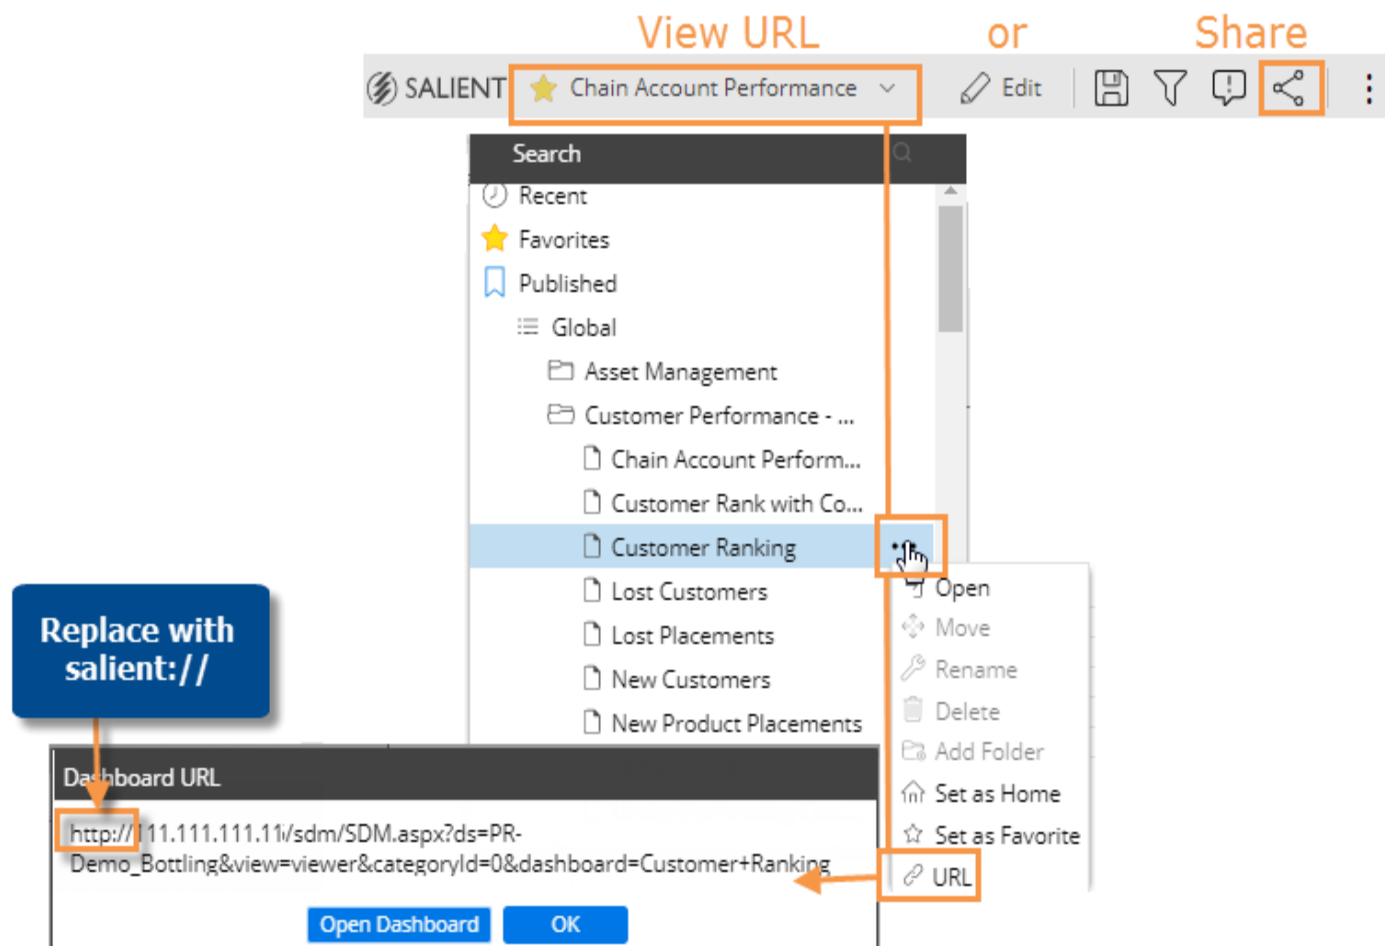 View URL or Share
SALIENT Chain Account Performance Edit
Search
Recent
Favorites
Published
Global
Asset Management
Customer Performance - ...
Chain Account Perform...
Customer Rank with Co...
Customer Ranking
Lost Customers
Lost Placements
New Customers
New Product Placements
Open
Move
Rename
Delete
Add Folder
Set as Home
Set as Favorite
URL
Replace with
salient://
Dashboard URL
http://111.111.111.11/sdm/SDM.aspx?ds=PR-
Demo_Bottling&view=viewer&categoryId=0&dashboard=Customer+Ranking
Open Dashboard OK